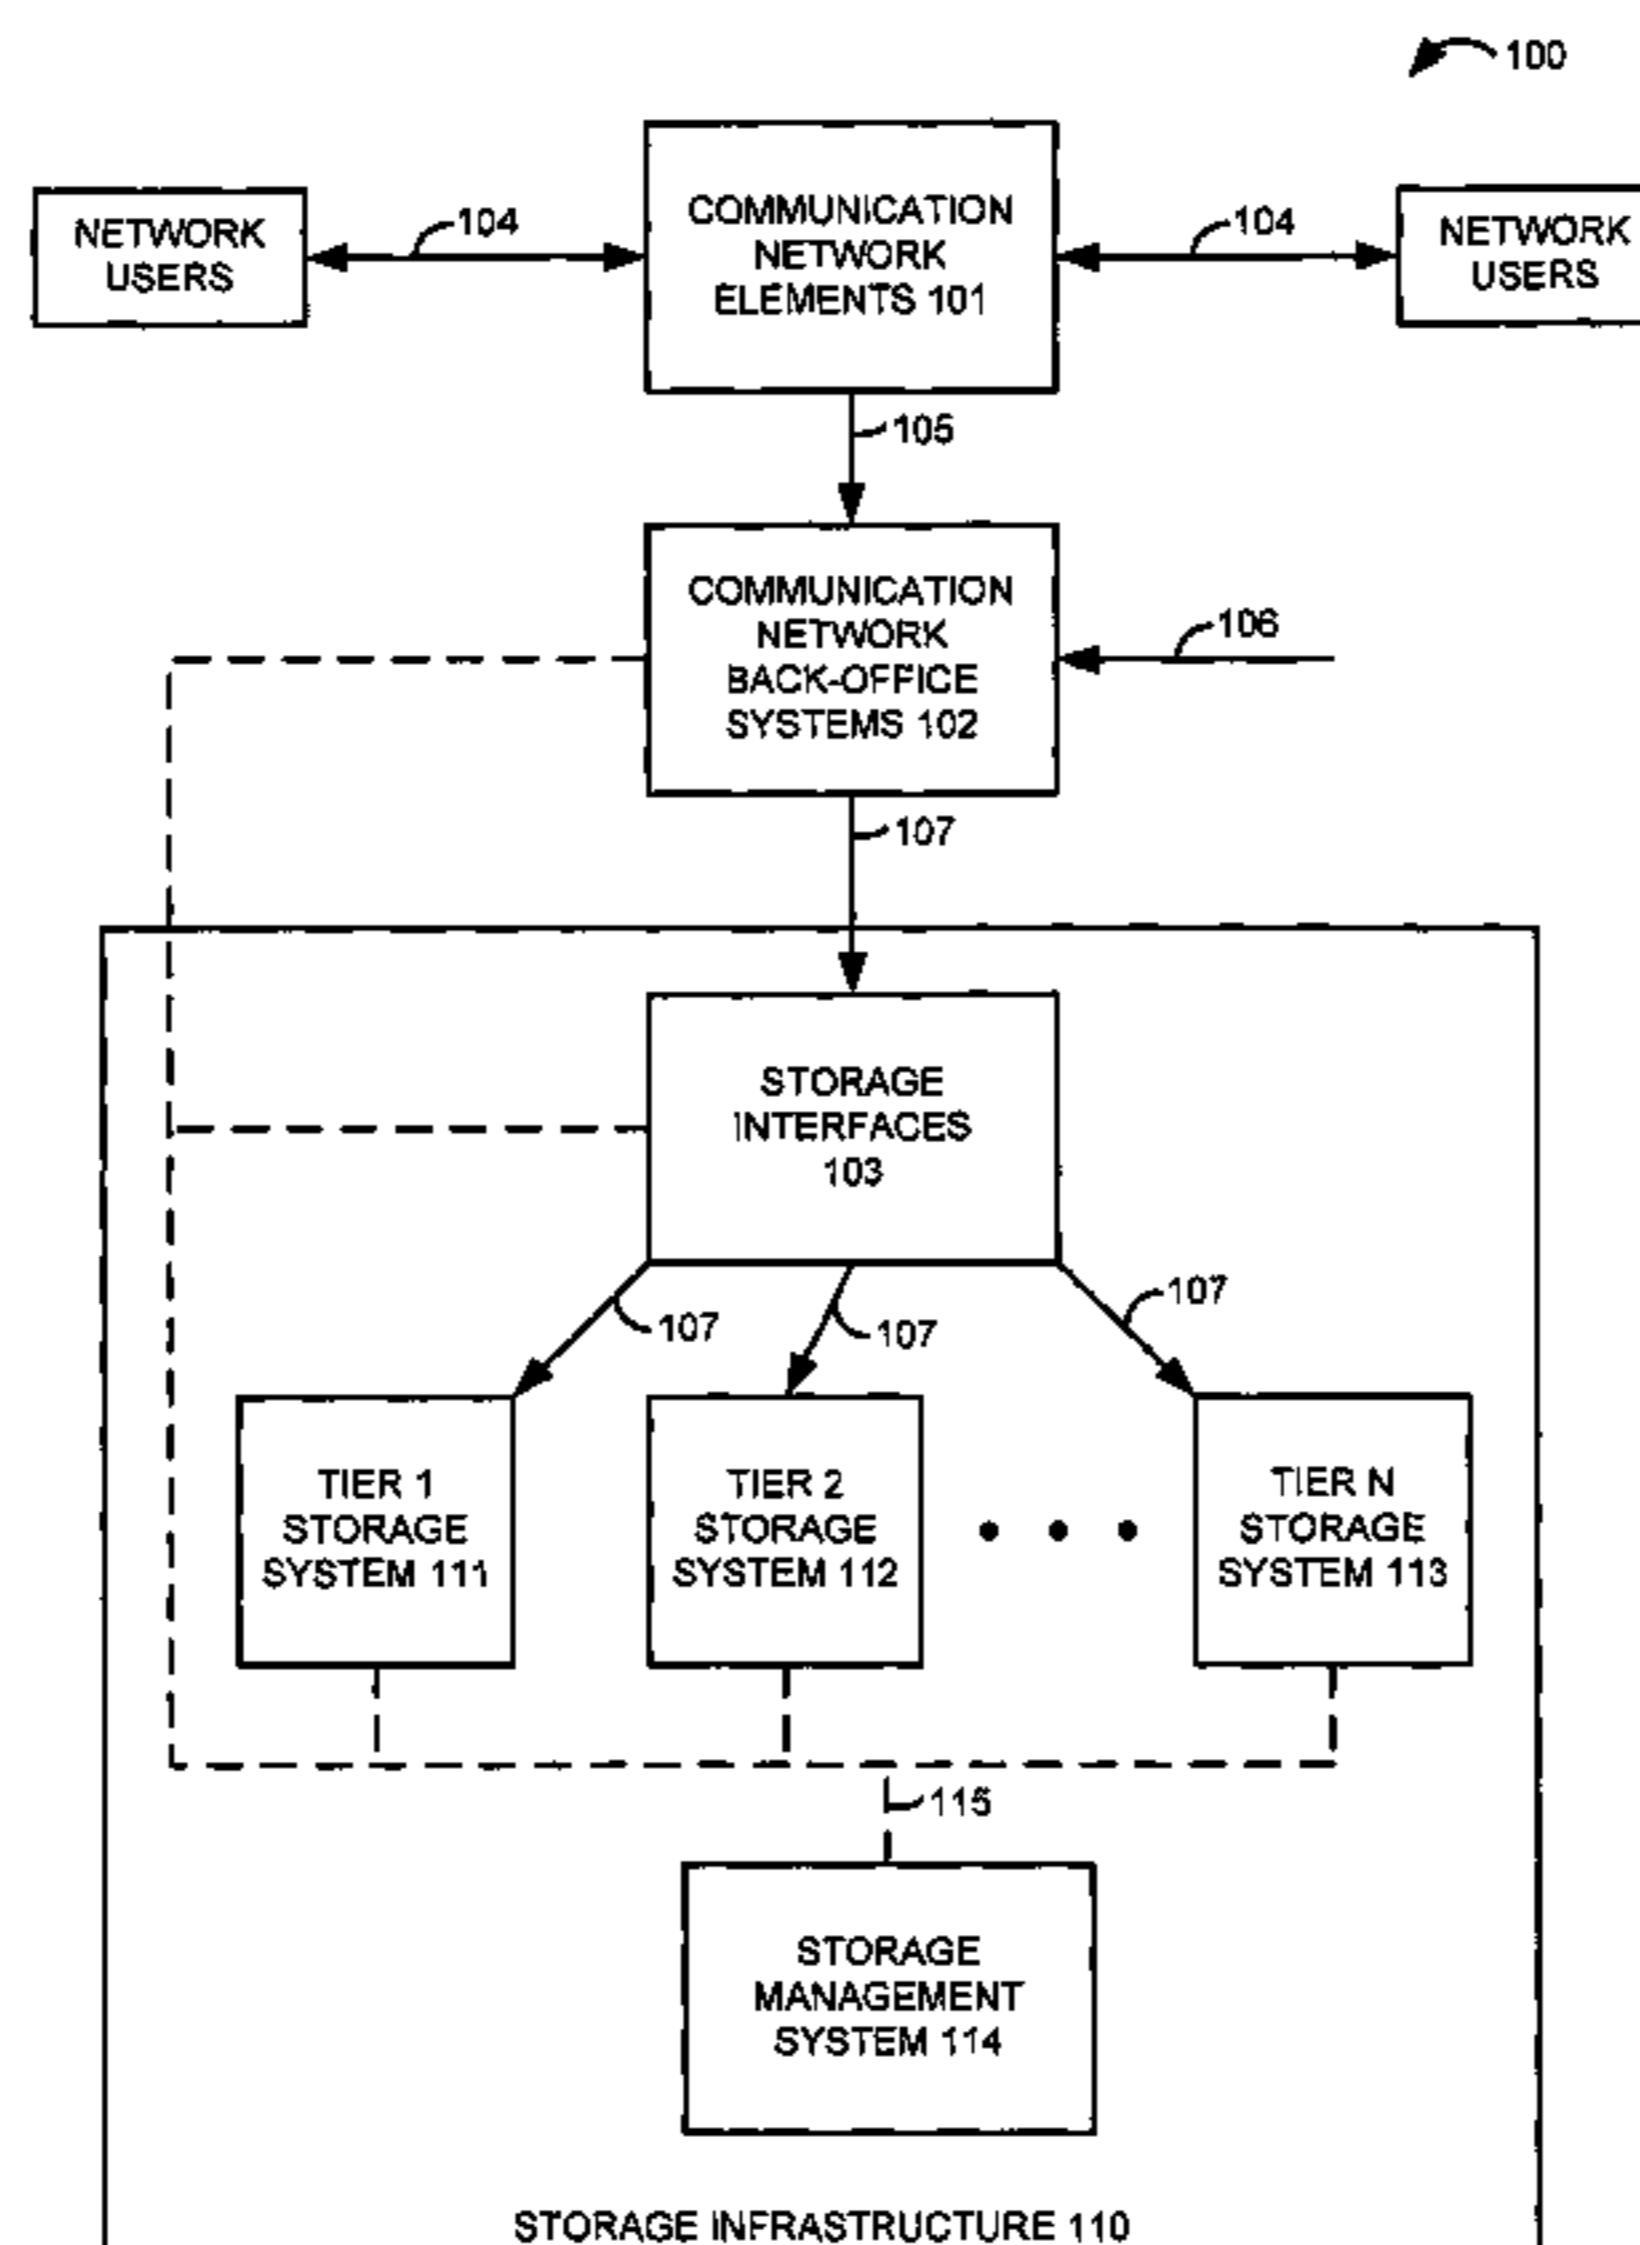 100
COMMUNICATION
NETWORK
ELEMENTS 101
NETWORK
USERS
104
104
NETWORK
USERS
105
COMMUNICATION
NETWORK
BACK-OFFICE
SYSTEMS 102
106
107
STORAGE
INTERFACES
103
107
107
107
TIER 1
STORAGE
SYSTEM 111
TIER 2
STORAGE
SYSTEM 112
TIER N
STORAGE
SYSTEM 113
115
STORAGE
MANAGEMENT
SYSTEM 114
STORAGE INFRASTRUCTURE 110